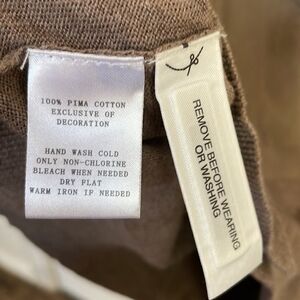 100% PIMA COTTON
EXCLUSIVE OF
DECORATION
HAND WASH COLD
ONLY NON-CHLORINE
BLEACH WHEN NEEDED
DRY FLAT
WARM IRON IF NEEDED
REMOVE BEFORE WEARING
OR WASHING